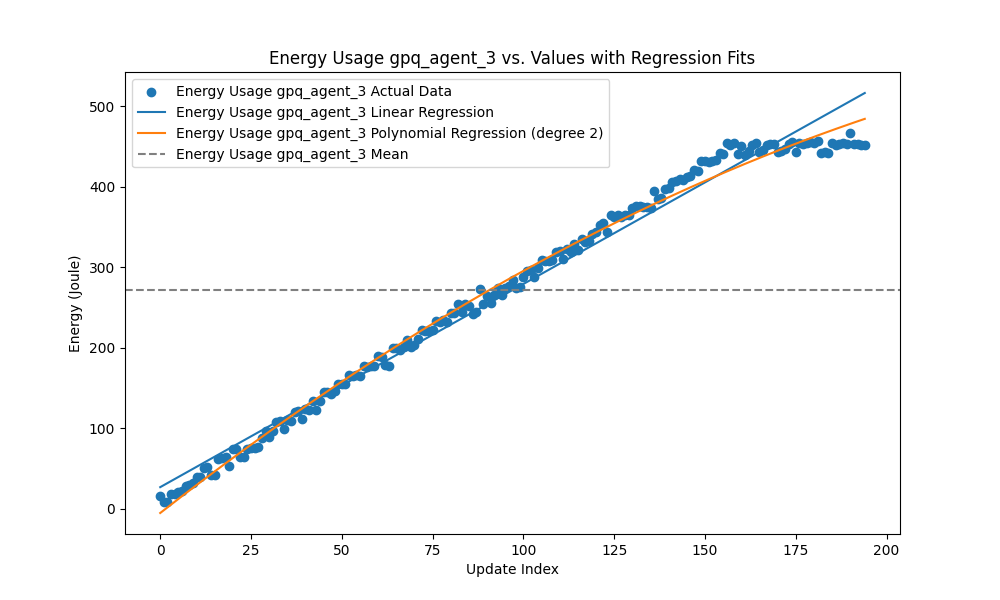 Energy Usage gpq_agent_3 vs. Values with Regression Fits
Energy Usage gpq_agent_3 Actual Data
Energy Usage gpq_agent_3 Linear Regression
Energy Usage gpq_agent_3 Polynomial Regression (degree 2)
Energy Usage gpq_agent_3 Mean
Energy (Joule)
500
400
300
200
100
0
0 25 50 75 100 125 150 175 200
Update Index